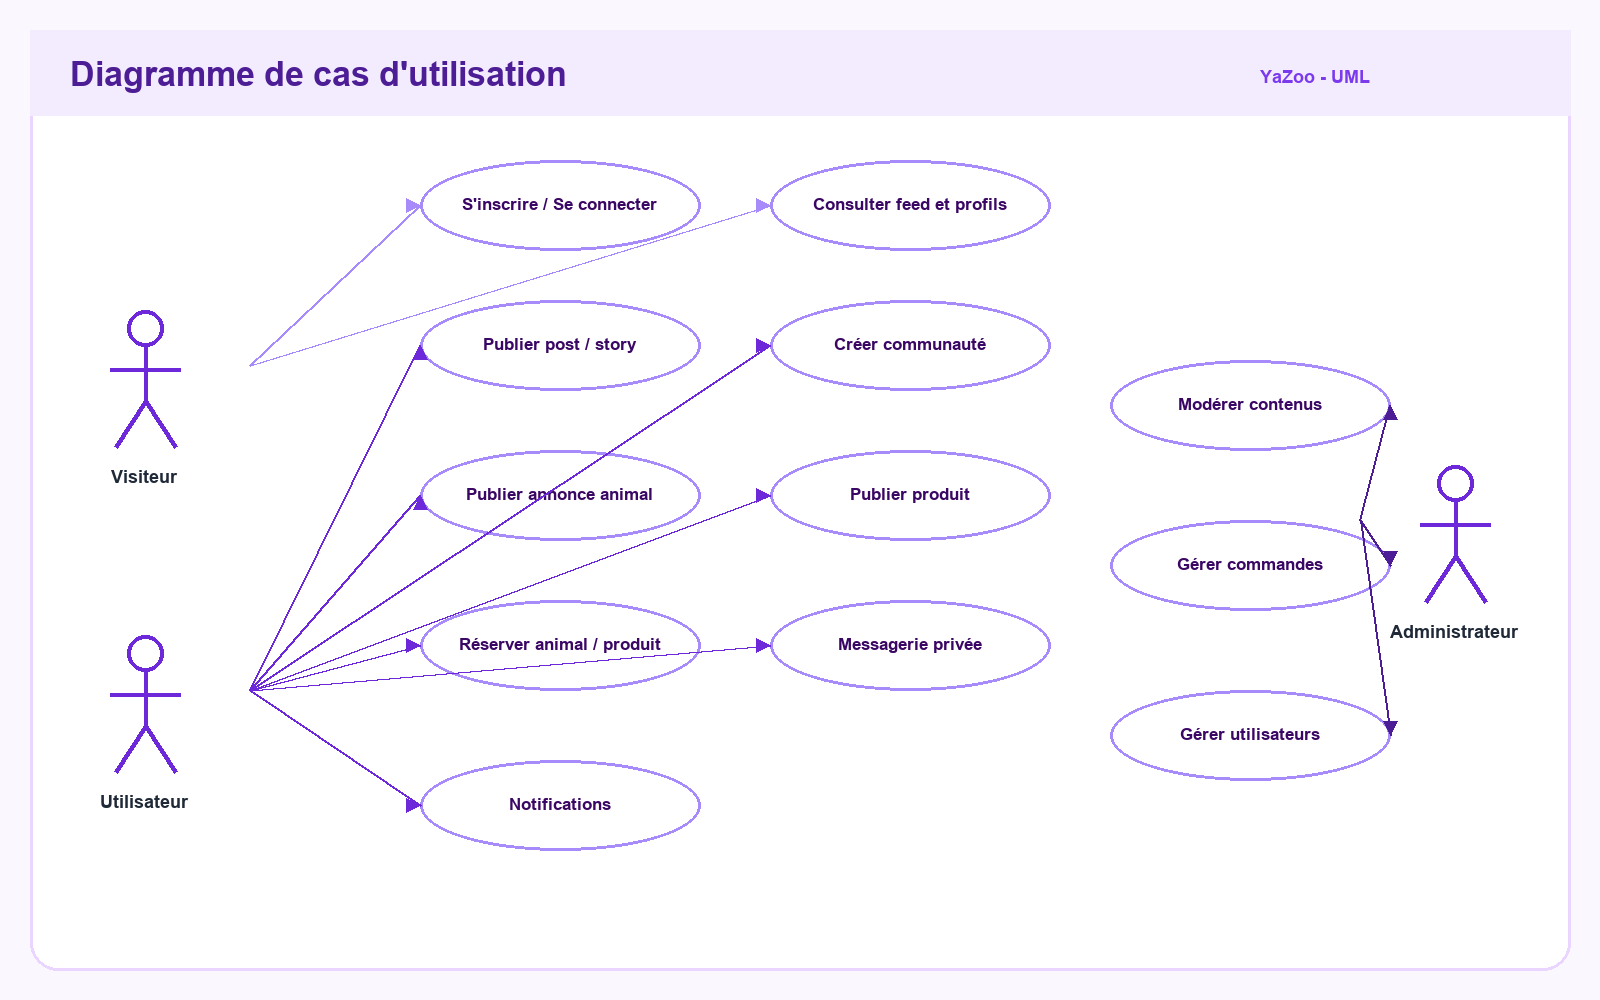 Diagramme de cas d'utilisation
YaZoo - UML
S'inscrire / Se connecter
Consulter feed et profils
Publier post / story
Créer communauté
Modérer contenus
Visiteur
Publier annonce animal
Publier produit
Gérer commandes
Administrateur
Réserver animal / produit
Messagerie privée
Gérer utilisateurs
Utilisateur
Notifications